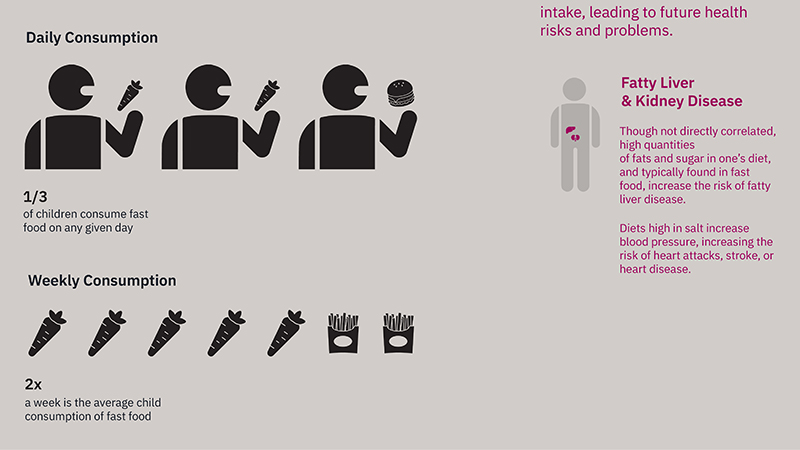 Daily Consumption
1/3
of children consume fast
food on any given day
Weekly Consumption
2x
a week is the average child
consumption of fast food
intake, leading to future health
risks and problems.
Fatty Liver
& Kidney Disease
Though not directly correlated,
high quantities
of fats and sugar in one's diet,
and typically found in fast
food, increase the risk of fatty
liver disease.
Diets high in salt increase
blood pressure, increasing the
risk of heart attacks, stroke, or
heart disease.